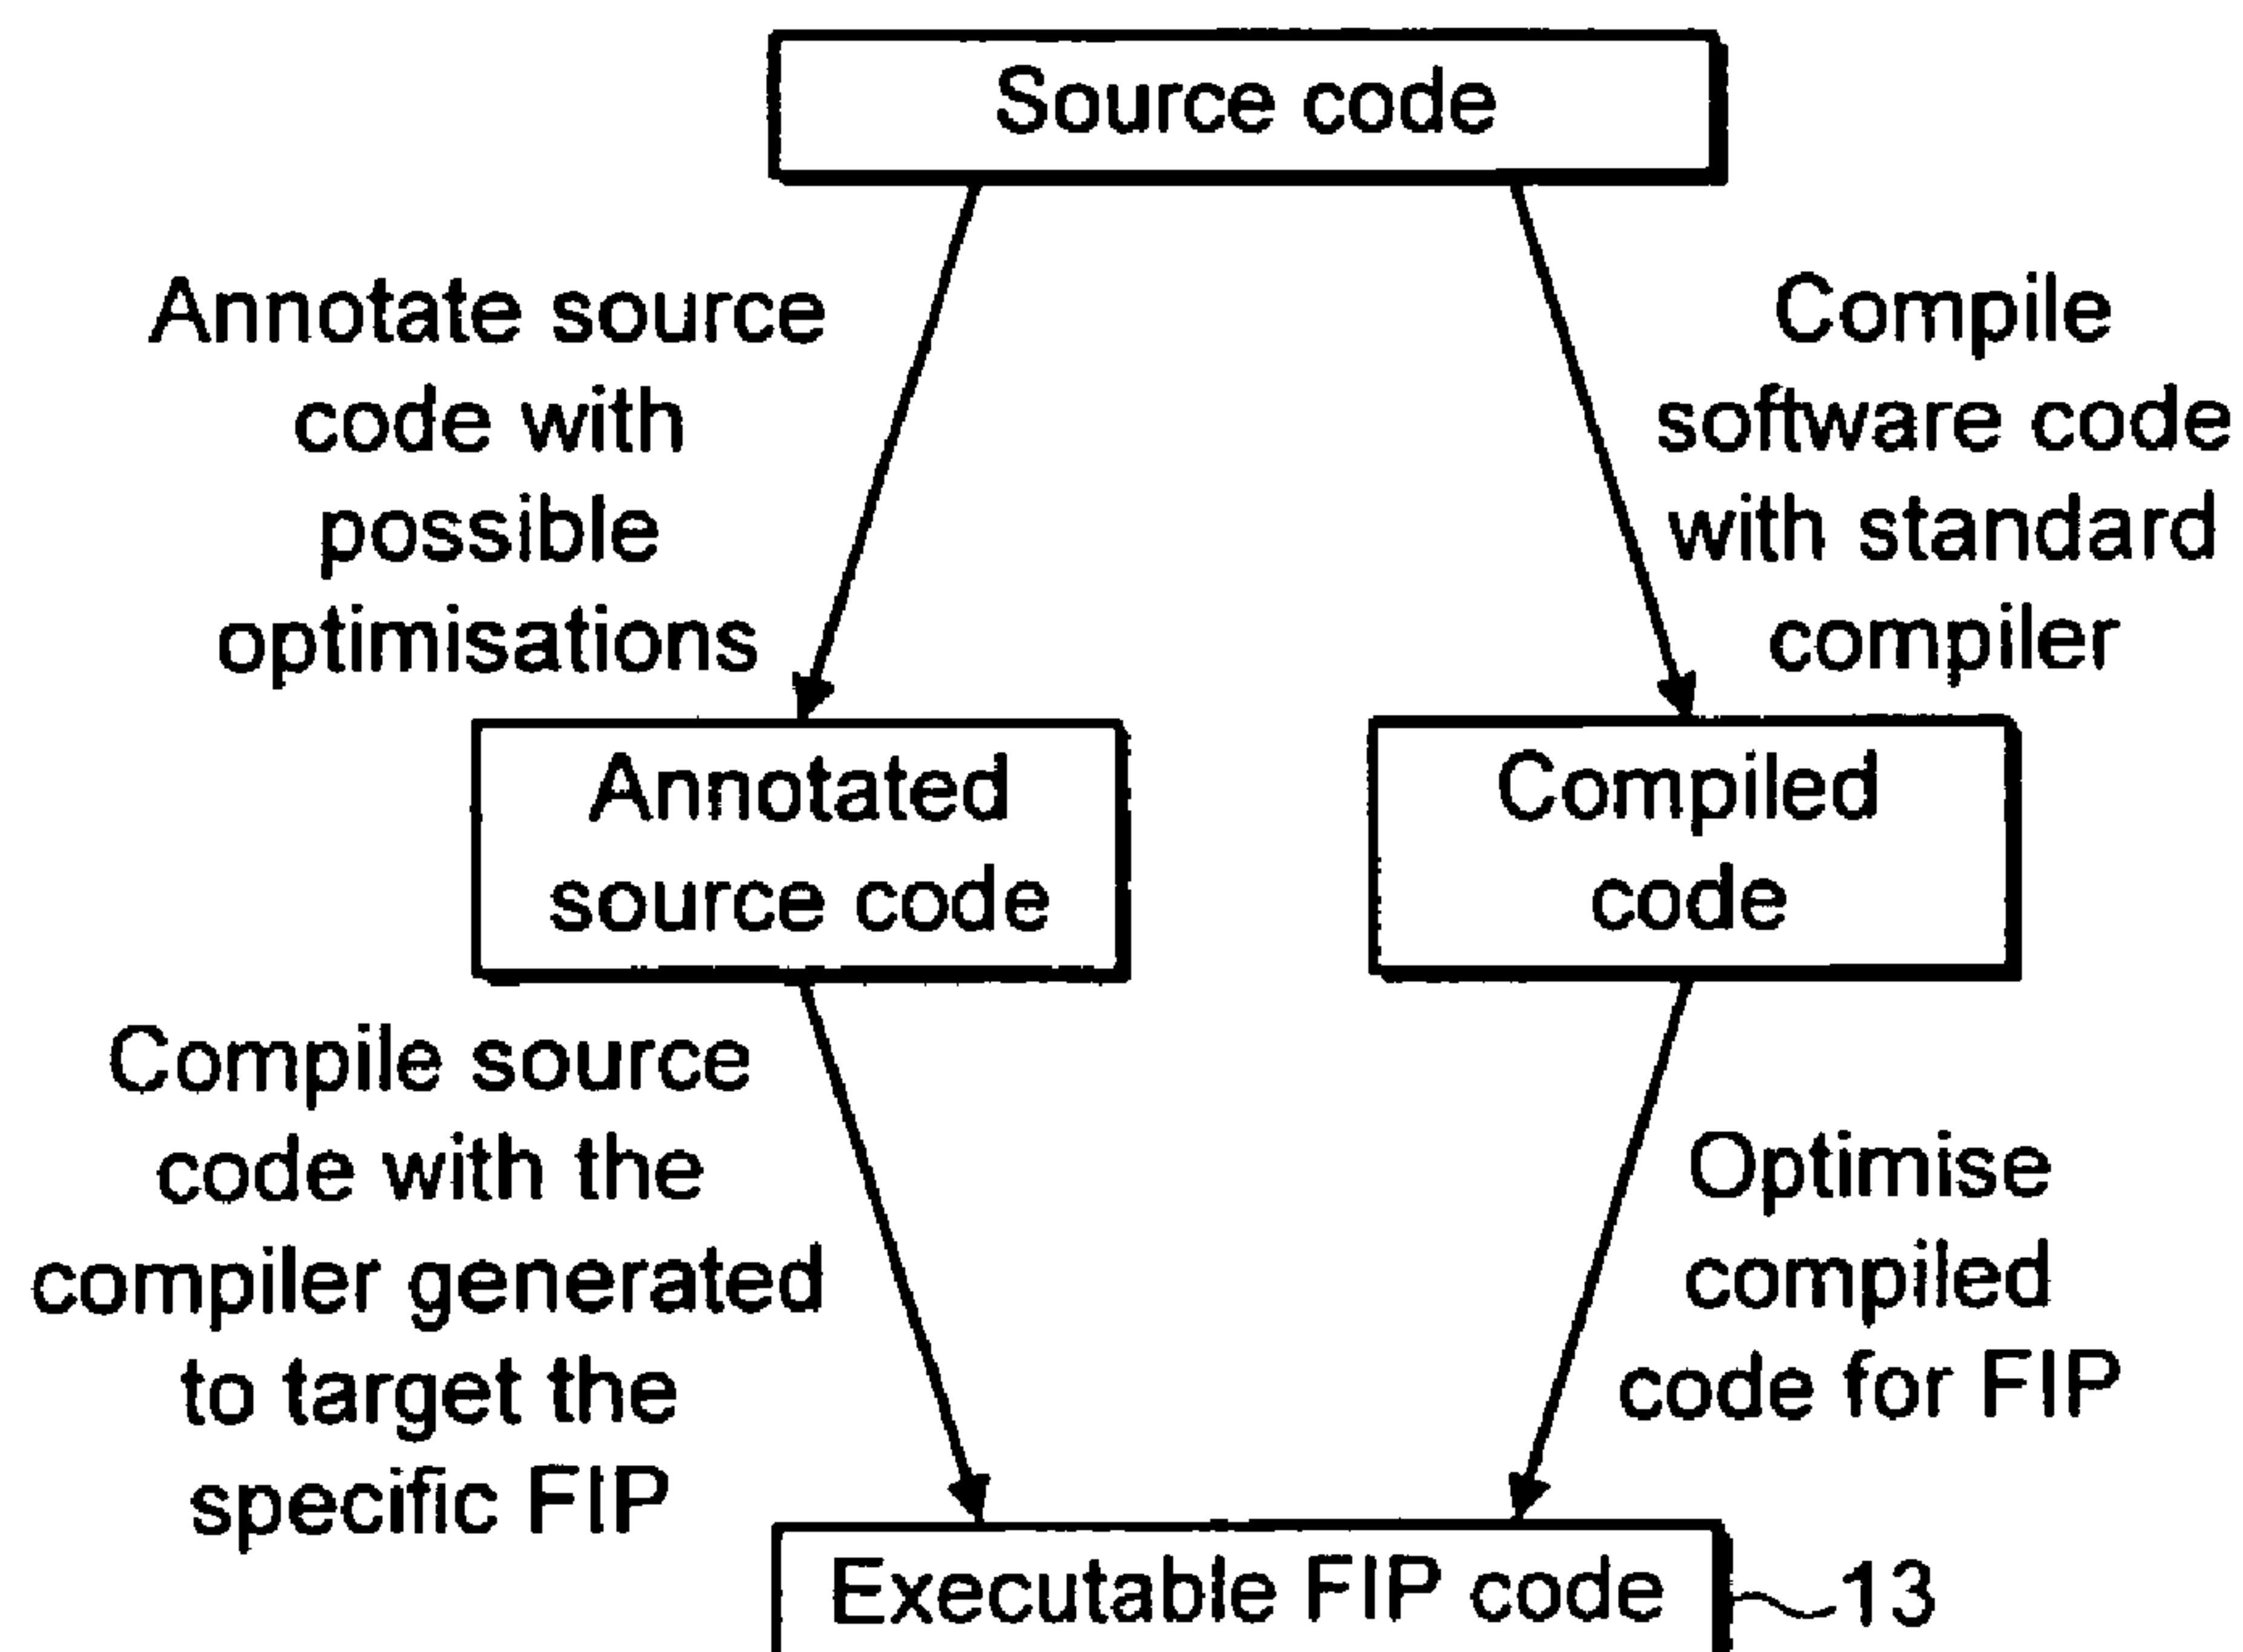 Source code
Annotate source
code with
possible
optimisations
Compile
software code
with standard
compiler
Annotated
source code
Compiled
code
Compile source
code with the
compiler generated
to target the
specific FIP
Optimise
compiled
code for FIP
Executable FIP code
13